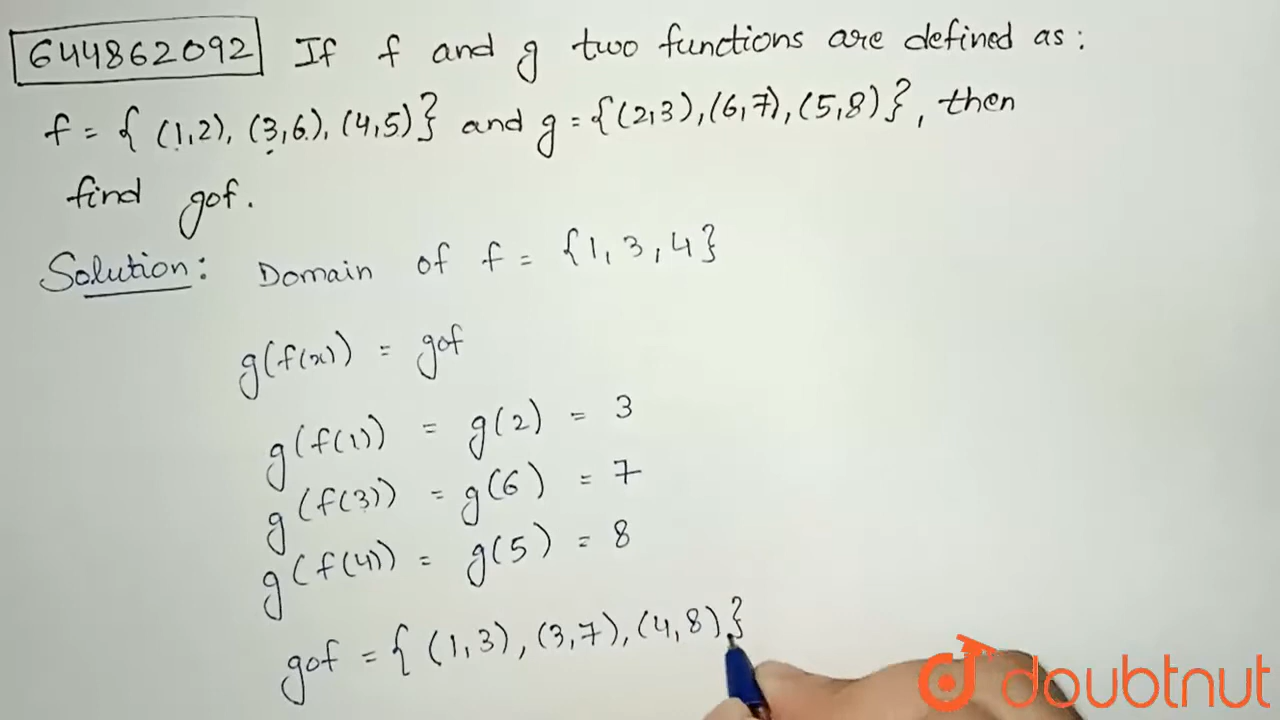 644862092 If f and g two functions are defined as:
f = { (1,2), (3,6), (4,5)} and g = {(2,3), (6,7), (5,8)}, then
find gof.
Solution: Domain of f = {1, 3, 4}
g(f(x)) = gof
g(f(1)) = g(2) = 3
g(f(3)) = g(6) = 7
g(f(4)) = g(5) = 8
gof = { (1,3), (3,7), (4,8)}
doubtnut